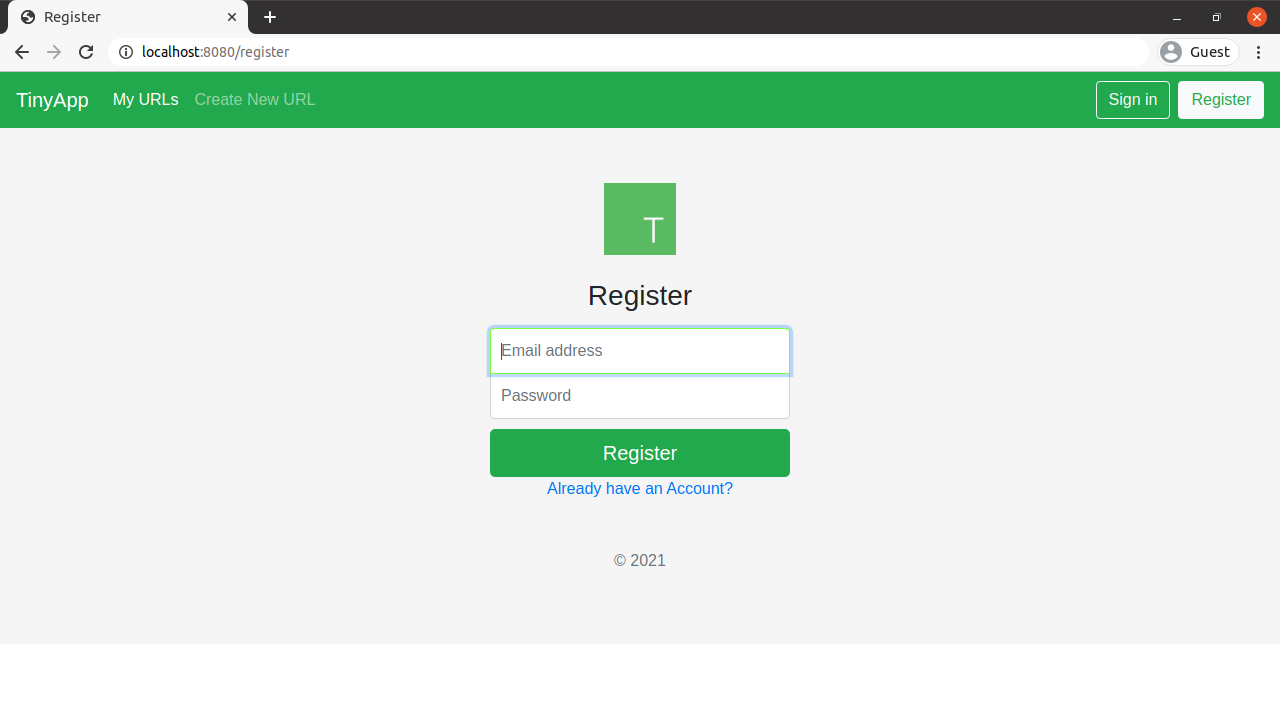 Register
localhost:8080/register
Guest
TinyApp My URLs Create New URL Sign in Register
T
Register
Email address
Password
Register
Already have an Account?
© 2021